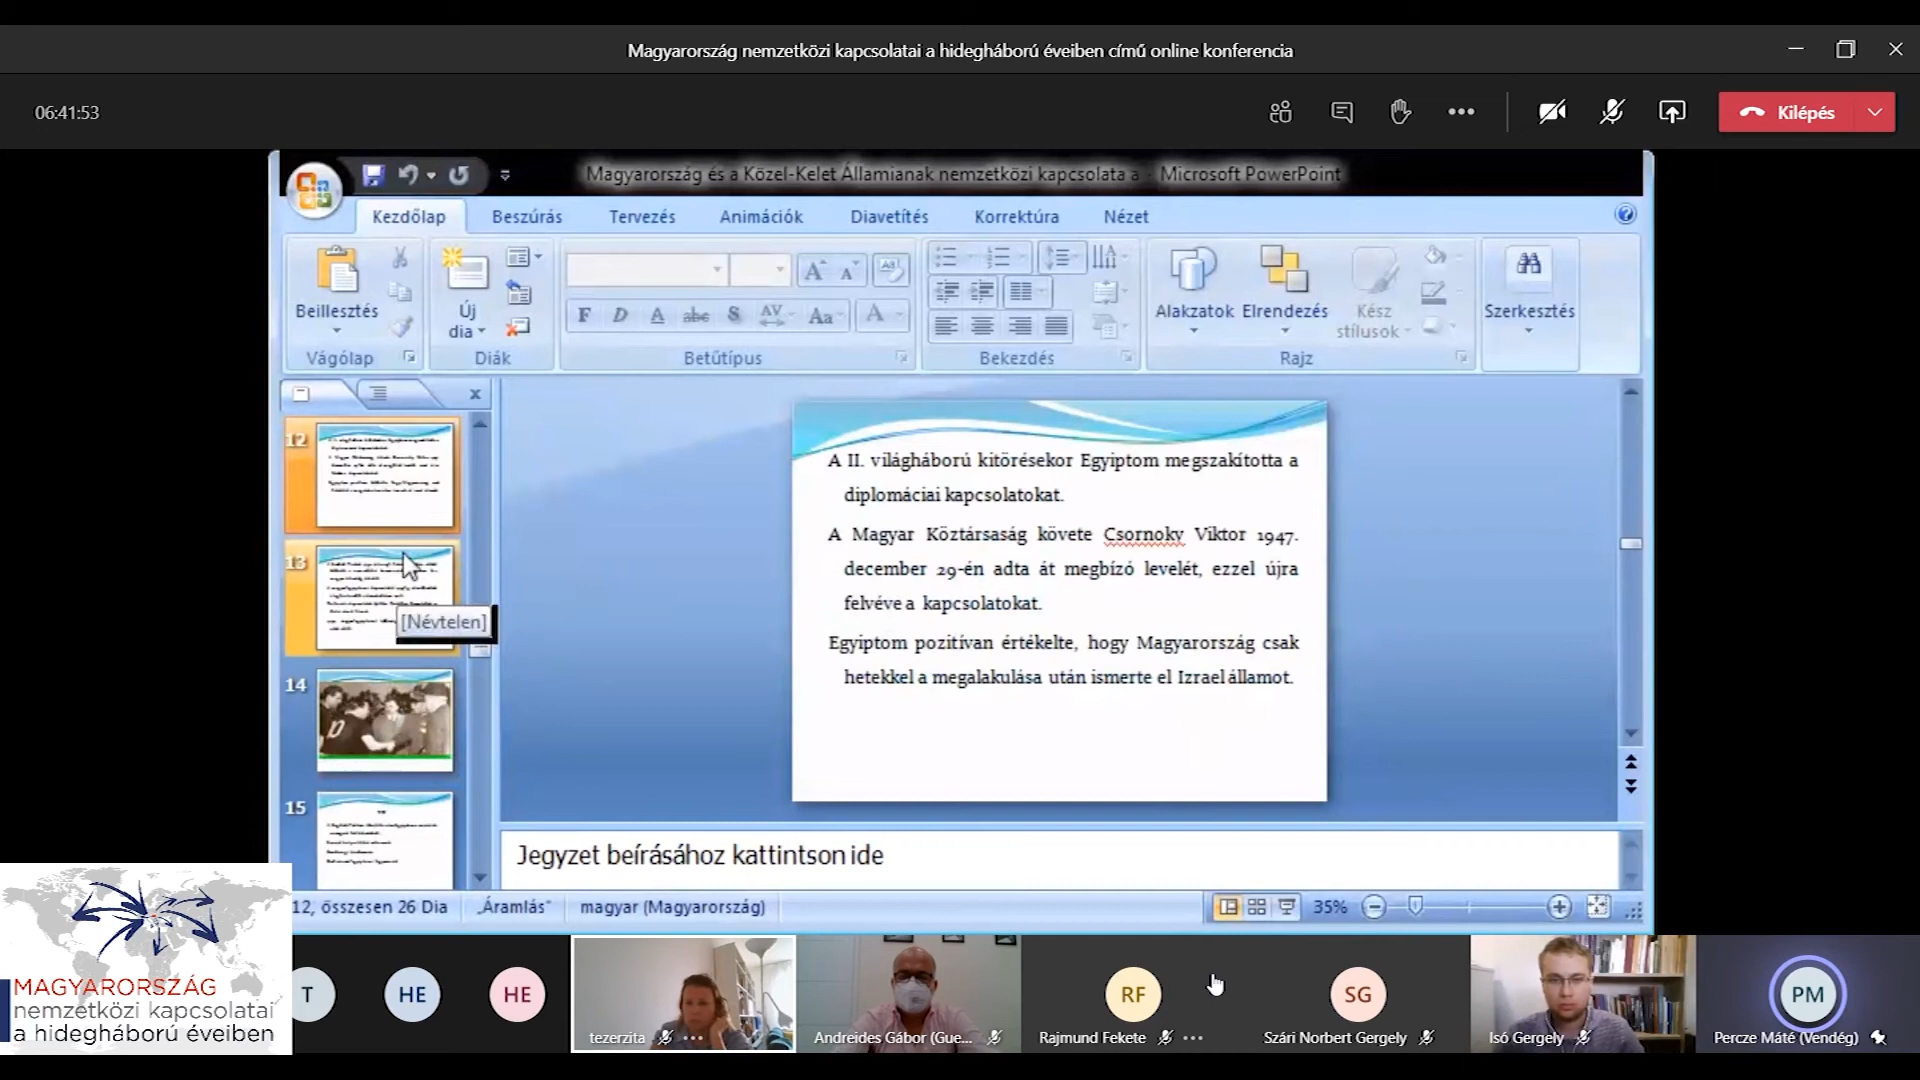 Magyarország nemzetközi kapcsolatai a hidegháború éveiben című online konferencia
06:41:53
Kilépés
Magyarország és a Közel-Kelet Államianak nemzetközi kapcsolata a - Microsoft PowerPoint
Kezdőlap Beszúrás Tervezés Animációk Diavetítés Korrektúra Nézet
Beillesztés
Új
dia
Alakzatok Elrendezés Kész
stílusok
Szerkesztés
Vágólap Diák Betűtípus Bekezdés Rajz
12
13
[Névtelen]
14
15
A II. világháború kitörésekor Egyiptom megszakította a
diplomáciai kapcsolatokat.
A Magyar Köztársaság követe Csornoky Viktor 1947.
december 29-én adta át megbízó levelét, ezzel újra
felvéve a kapcsolatokat.
Egyiptom pozitívan értékelte, hogy Magyarország csak
hetekkel a megalakulása után ismerte el Izrael államot.
Jegyzet beírásához kattintson ide
12, összesen 26 Dia „Áramlás” magyar (Magyarország) 35%
MAGYARORSZÁG
nemzetközi kapcsolatai
a hidegháború éveiben
T HE HE RF SG PM
tezerzita Andreides Gábor (Gue... Rajmund Fekete Szári Norbert Gergely Isó Gergely Percze Máté (Vendég)